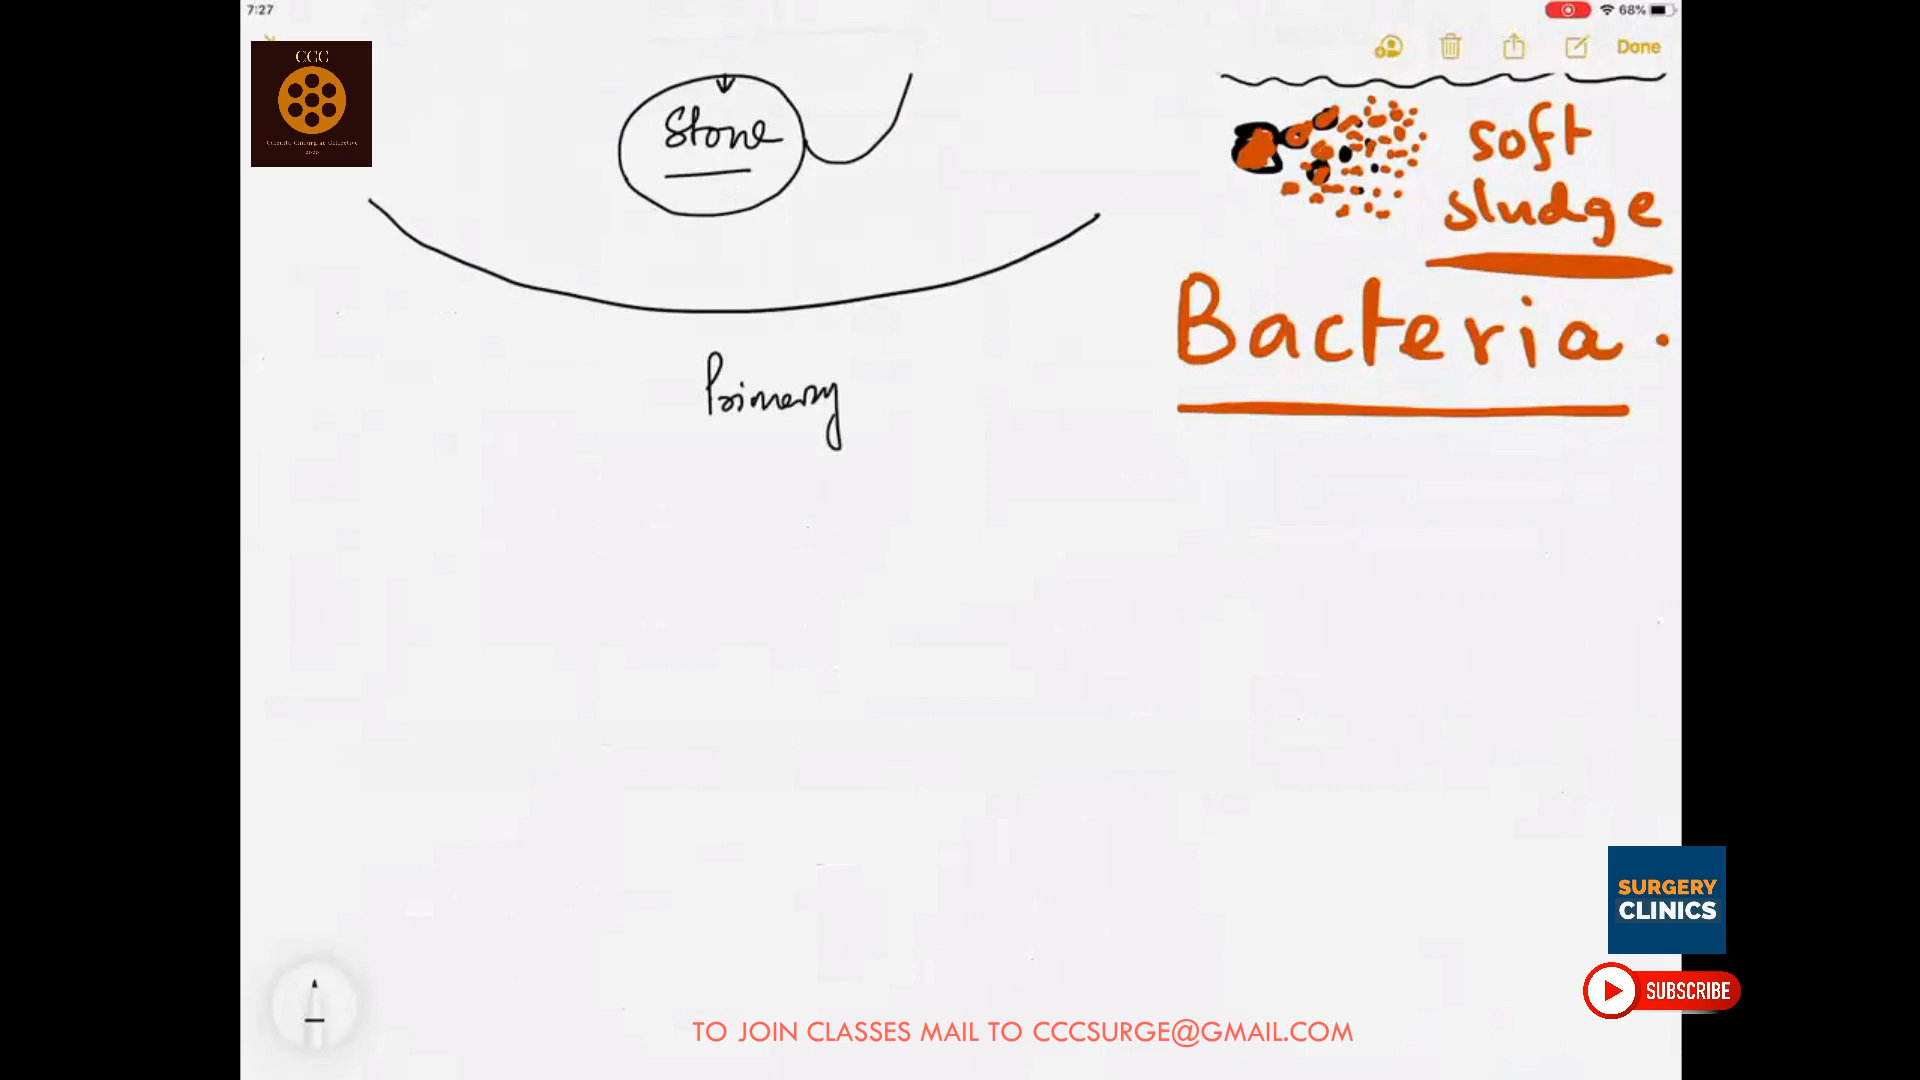 7:27
68%
Done
CCC
2020
Stone
soft
sludge
Bacteria.
Primary
SURGERY
CLINICS
SUBSCRIBE
TO JOIN CLASSES MAIL TO CCCSURGE@GMAIL.COM